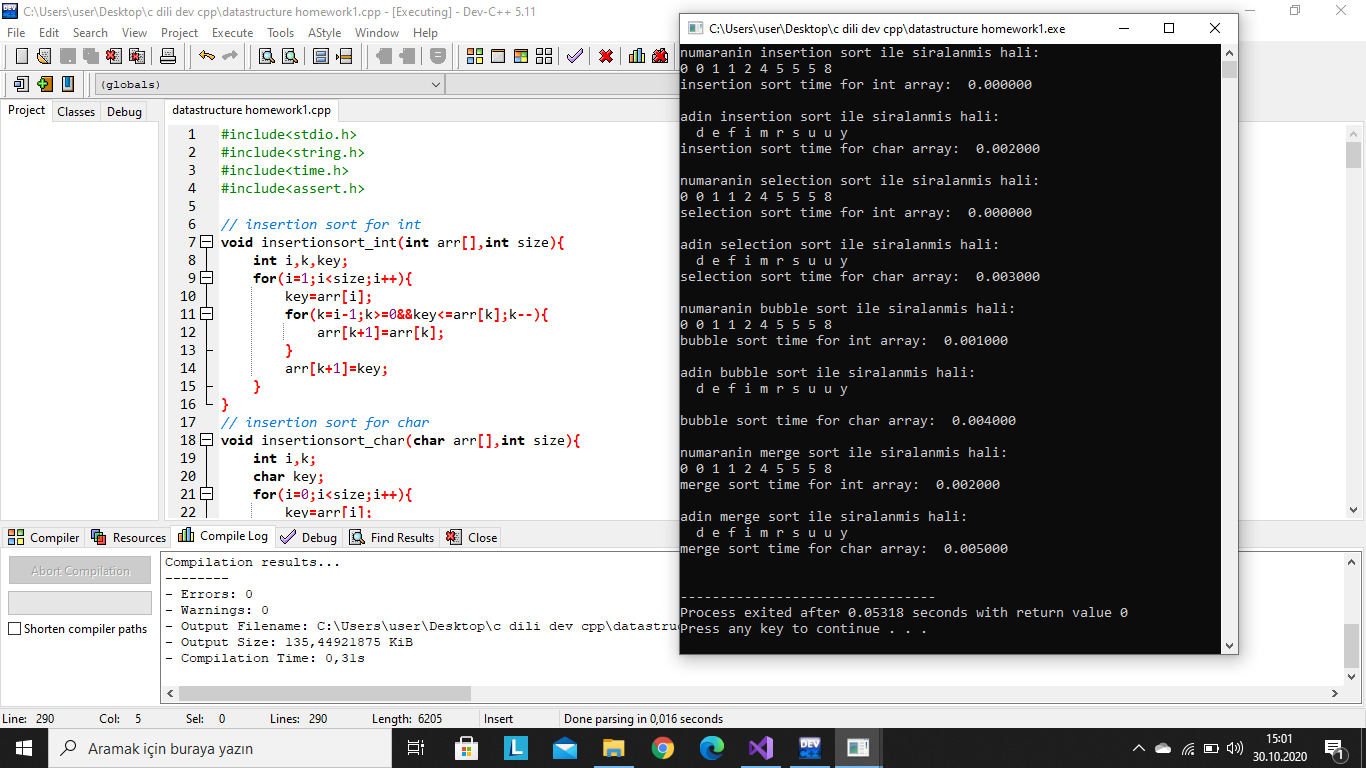 C:\Users\user\Desktop\c dili dev cpp\datastructure homework1.cpp - [Executing] - Dev-C++ 5.11
File Edit Search View Project Execute Tools AStyle Window Help
(globals)
Project Classes Debug
datastructure homework1.cpp
1 #include<stdio.h>
2 #include<string.h>
3 #include<time.h>
4 #include<assert.h>
5
6 // insertion sort for int
7 void insertionsort_int(int arr[],int size){
8 int i,k,key;
9 for(i=1;i<size;i++){
10 key=arr[i];
11 for(k=i-1;k>=0&&key<=arr[k];k--){
12 arr[k+1]=arr[k];
13 }
14 arr[k+1]=key;
15 }
16 }
17 // insertion sort for char
18 void insertionsort_char(char arr[],int size){
19 int i,k;
20 char key;
21 for(i=0;i<size;i++){
22 key=arr[i];
C:\Users\user\Desktop\c dili dev cpp\datastructure homework1.exe
numaranin insertion sort ile siralanmis hali:
0 0 1 1 2 4 5 5 5 8
insertion sort time for int array:  0.000000
adin insertion sort ile siralanmis hali:
d e f i m r s u u y
insertion sort time for char array:  0.002000
numaranin selection sort ile siralanmis hali:
0 0 1 1 2 4 5 5 5 8
selection sort time for int array:  0.000000
adin selection sort ile siralanmis hali:
d e f i m r s u u y
selection sort time for char array:  0.003000
numaranin bubble sort ile siralanmis hali:
0 0 1 1 2 4 5 5 5 8
bubble sort time for int array:  0.001000
adin bubble sort ile siralanmis hali:
d e f i m r s u u y
bubble sort time for char array:  0.004000
numaranin merge sort ile siralanmis hali:
0 0 1 1 2 4 5 5 5 8
merge sort time for int array:  0.002000
adin merge sort ile siralanmis hali:
d e f i m r s u u y
merge sort time for char array:  0.005000
--------------------------------
Process exited after 0.05318 seconds with return value 0
Press any key to continue . . .
Compiler Resources Compile Log Debug Find Results Close
Abort Compilation
Shorten compiler paths
Compilation results...
--------
- Errors: 0
- Warnings: 0
- Output Filename: C:\Users\user\Desktop\c dili dev cpp\datastru
- Output Size: 135,44921875 KiB
- Compilation Time: 0,31s
Line: 290 Col: 5 Sel: 0 Lines: 290 Length: 6205 Insert Done parsing in 0,016 seconds
Aramak için buraya yazın
L
DEV
15:01
30.10.2020
1